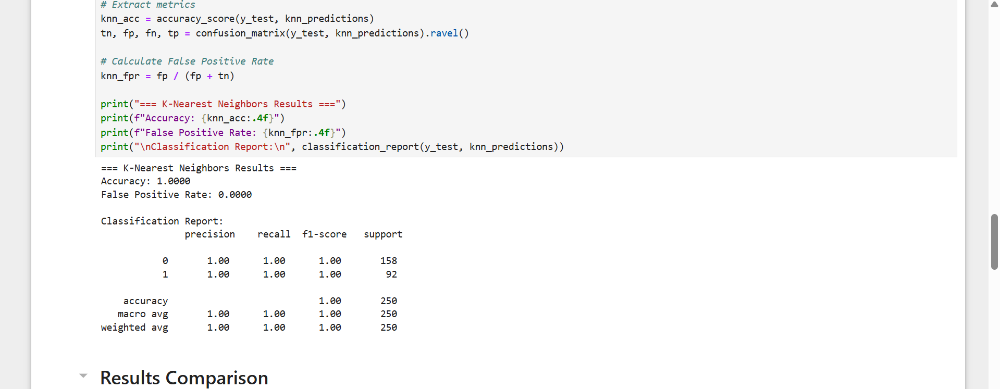 # Extract metrics
knn_acc = accuracy_score(y_test, knn_predictions)
tn, fp, fn, tp = confusion_matrix(y_test, knn_predictions).ravel()
# Calculate False Positive Rate
knn_fpr = fp / (fp + tn)
print("=== K-Nearest Neighbors Results ===")
print(f"Accuracy: {knn_acc:.4f}")
print(f"False Positive Rate: {knn_fpr:.4f}")
print("\nClassification Report:\n", classification_report(y_test, knn_predictions))
=== K-Nearest Neighbors Results ===
Accuracy: 1.0000
False Positive Rate: 0.0000
Classification Report:
precision recall f1-score support
0 1.00 1.00 1.00 158
1 1.00 1.00 1.00 92
accuracy 1.00 250
macro avg 1.00 1.00 1.00 250
weighted avg 1.00 1.00 1.00 250
Results Comparison